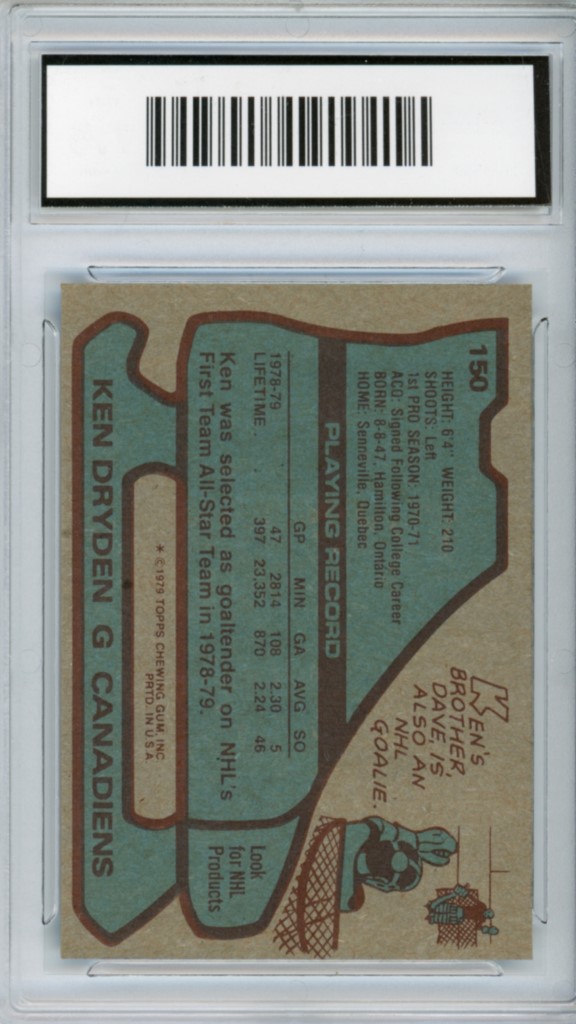 150
HEIGHT: 6'4" WEIGHT: 210
SHOOTS: Left
1st PRO SEASON: 1970-71
ACQ: Signed Following College Career
BORN: 8-8-47, Hamilton, Ontario
HOME: Senneville, Quebec
KEN'S
BROTHER,
DAVE, IS
ALSO AN
NHL
GOALIE.
PLAYING RECORD
GP MIN GA AVG SO
1978-79 47 2814 108 2.30 5
LIFETIME . . 397 23,352 870 2.24 46
Ken was selected as goaltender on NHL's
First Team All-Star Team in 1978-79.
Look
for NHL
Products
* © 1979 TOPPS CHEWING GUM, INC.
PRTD. IN U.S.A.
KEN DRYDEN G CANADIENS